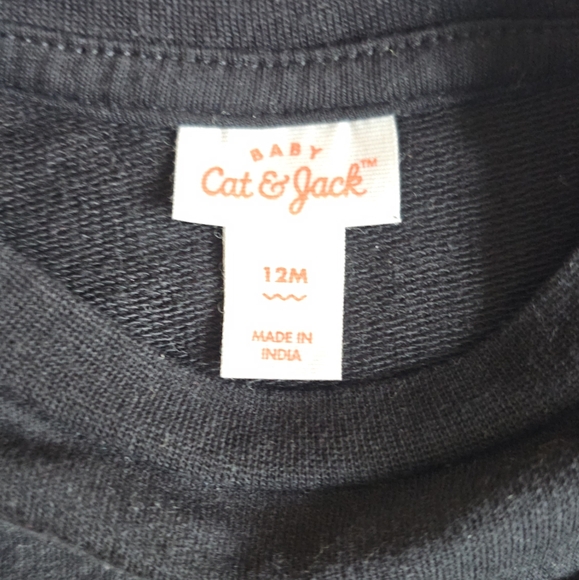 BABY
Cat & Jack™
12M
MADE IN
INDIA